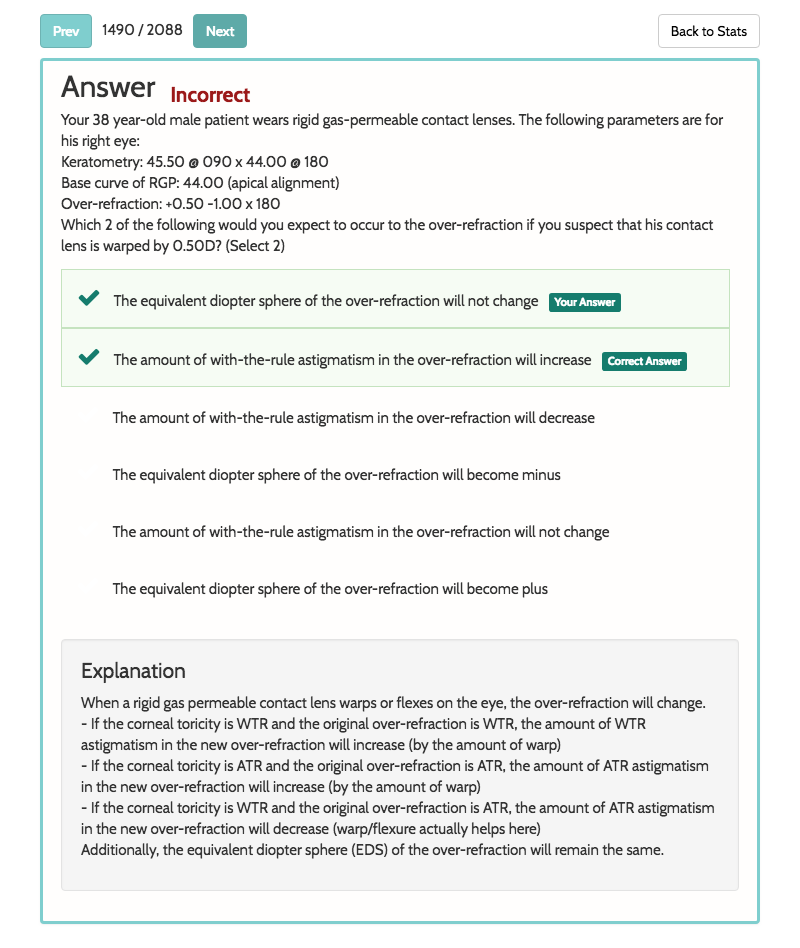 Prev 1490 / 2088 Next Back to Stats
Answer Incorrect
Your 38 year-old male patient wears rigid gas-permeable contact lenses. The following parameters are for
his right eye:
Keratometry: 45.50 @ 090 x 44.00 @ 180
Base curve of RGP: 44.00 (apical alignment)
Over-refraction: +0.50 -1.00 x 180
Which 2 of the following would you expect to occur to the over-refraction if you suspect that his contact
lens is warped by 0.50D? (Select 2)
The equivalent diopter sphere of the over-refraction will not change Your Answer
The amount of with-the-rule astigmatism in the over-refraction will increase Correct Answer
The amount of with-the-rule astigmatism in the over-refraction will decrease
The equivalent diopter sphere of the over-refraction will become minus
The amount of with-the-rule astigmatism in the over-refraction will not change
The equivalent diopter sphere of the over-refraction will become plus
Explanation
When a rigid gas permeable contact lens warps or flexes on the eye, the over-refraction will change.
- If the corneal toricity is WTR and the original over-refraction is WTR, the amount of WTR
astigmatism in the new over-refraction will increase (by the amount of warp)
- If the corneal toricity is ATR and the original over-refraction is ATR, the amount of ATR astigmatism
in the new over-refraction will increase (by the amount of warp)
- If the corneal toricity is WTR and the original over-refraction is ATR, the amount of ATR astigmatism
in the new over-refraction will decrease (warp/flexure actually helps here)
Additionally, the equivalent diopter sphere (EDS) of the over-refraction will remain the same.